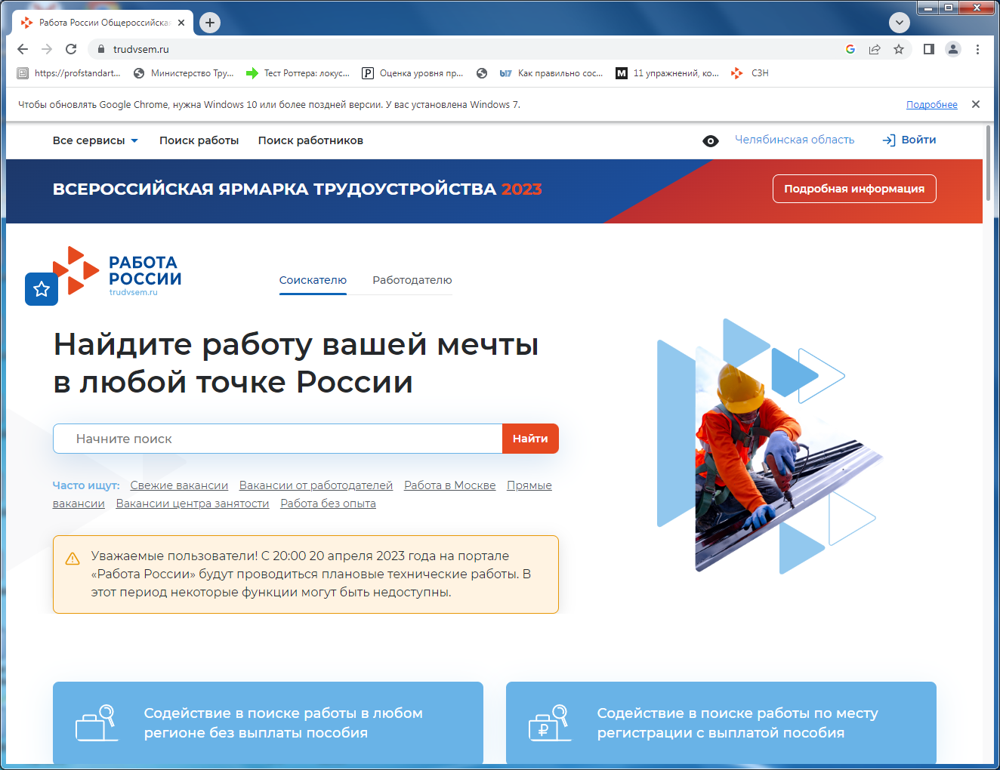 Работа России Общероссийская
trudvsem.ru
https://profstandart...
Министерство Тру...
Тест Роттера: локус...
P
Оценка уровня пр...
b17
Как правильно сос...
M
11 упражнений, ко...
СЗН
Чтобы обновлять Google Chrome, нужна Windows 10 или более поздней версии. У вас установлена Windows 7.
Подробнее
Все сервисы
Поиск работы
Поиск работников
Челябинская область
Войти
ВСЕРОССИЙСКАЯ ЯРМАРКА ТРУДОУСТРОЙСТВА 2023
Подробная информация
РАБОТА
РОССИИ
trudvsem.ru
Соискателю
Работодателю
Найдите работу вашей мечты
в любой точке России
Начните поиск
Найти
Часто ищут: Свежие вакансии Вакансии от работодателей Работа в Москве Прямые
вакансии Вакансии центра занятости Работа без опыта
Уважаемые пользователи! С 20:00 20 апреля 2023 года на портале
«Работа России» будут проводиться плановые технические работы. В
этот период некоторые функции могут быть недоступны.
Содействие в поиске работы в любом
регионе без выплаты пособия
Содействие в поиске работы по месту
регистрации с выплатой пособия